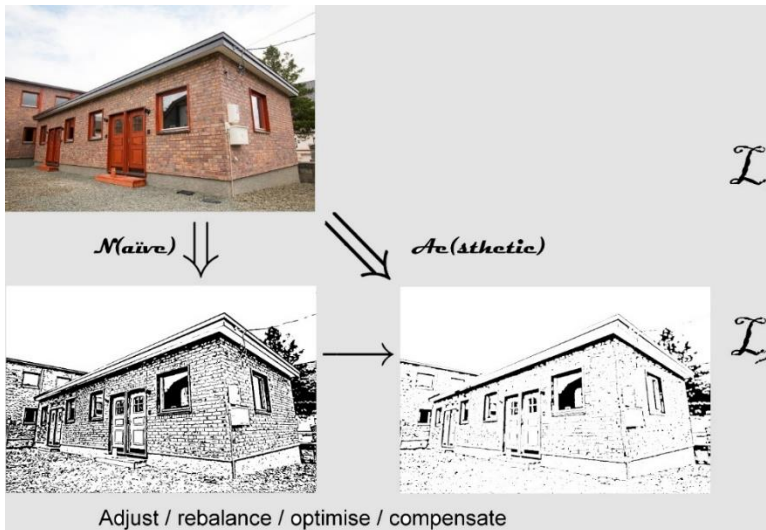 N(aïve)
Ae(sthetic)
Adjust / rebalance / optimise / compensate